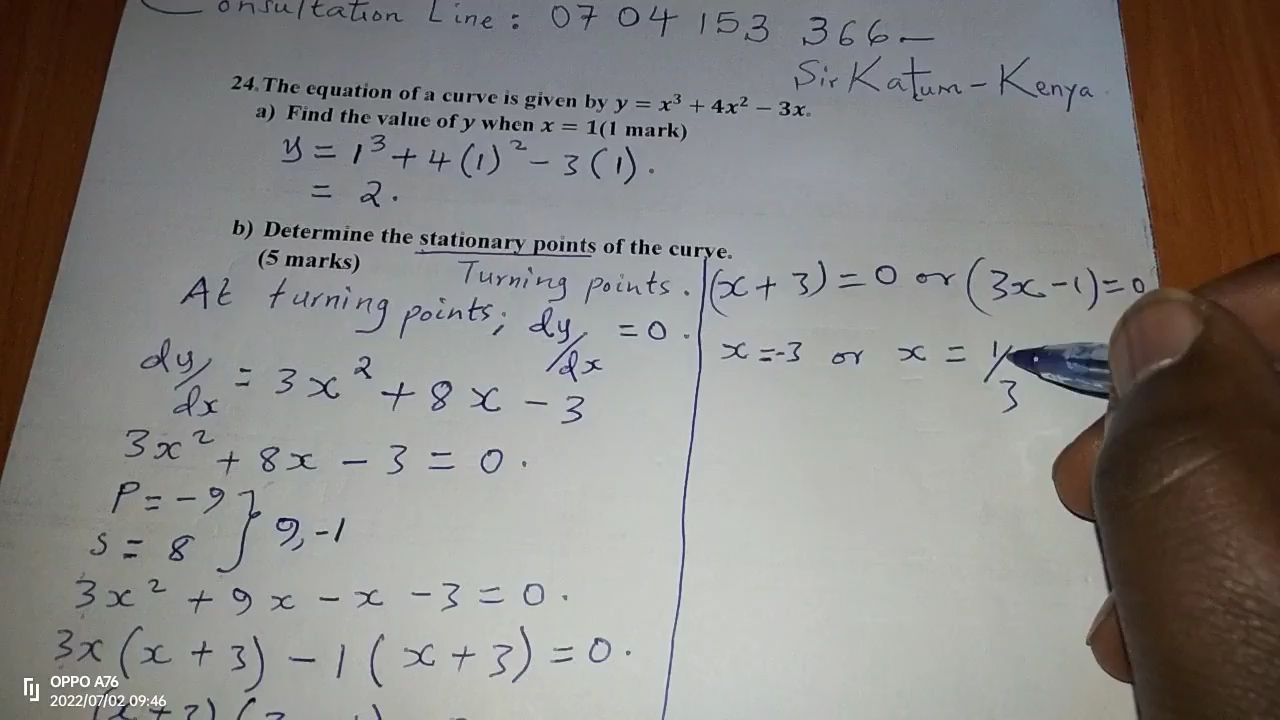 Consultation Line: 0704 153 366 —
Sir Katum - Kenya
24. The equation of a curve is given by y = x³ + 4x² − 3x.
a) Find the value of y when x = 1(1 mark)
y = 1³ + 4(1)² − 3(1).
= 2.
b) Determine the stationary points of the curve.
(5 marks)
Turning points.
At turning points; dy/dx = 0.
dy/dx = 3x² + 8x − 3
3x² + 8x − 3 = 0.
P = −9
S = 8 } 9, −1
3x² + 9x − x − 3 = 0.
3x(x + 3) − 1(x + 3) = 0.
(x + 3) = 0 or (3x − 1) = 0
x = −3 or x = 1/3
OPPO A76
2022/07/02 09:46